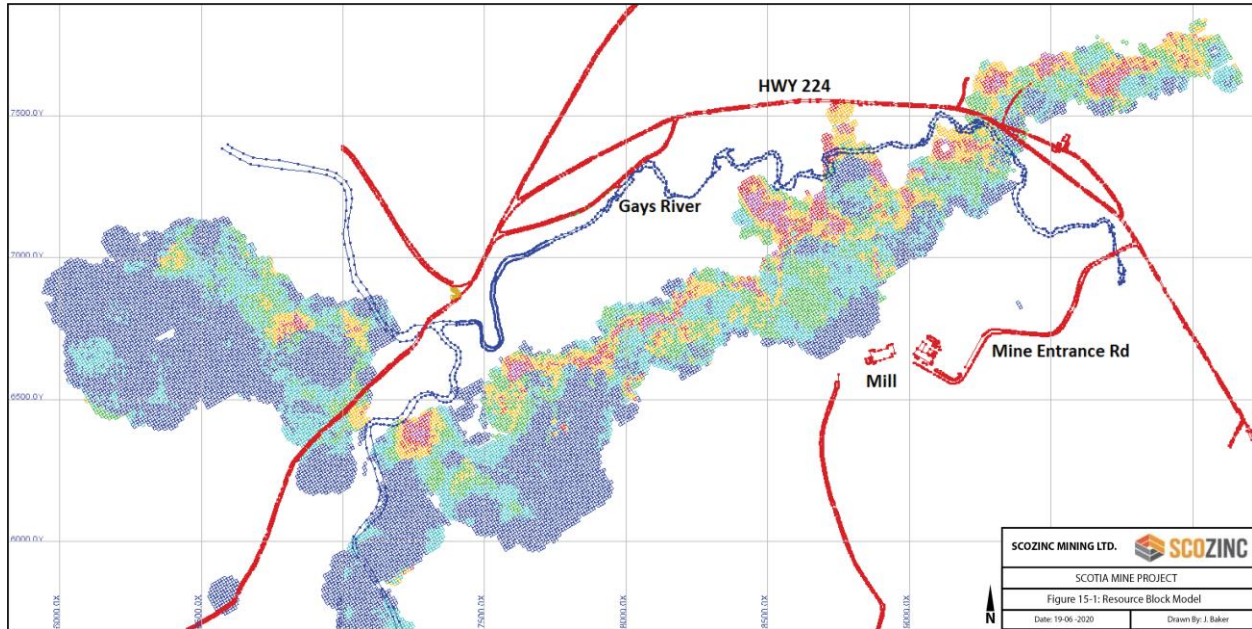 HWY 224
7500.0Y
Gays River
7000.0Y
Mine Entrance Rd
Mill
6500.0Y
6000.0Y
7500.0X
8000.0X
8500.0X
SCOZINC MINING LTD.
SCOZINC
SCOTIA MINE PROJECT
Figure 15-1: Resource Block Model
N
Date: 19-06 -2020
Drawn By: J. Baker